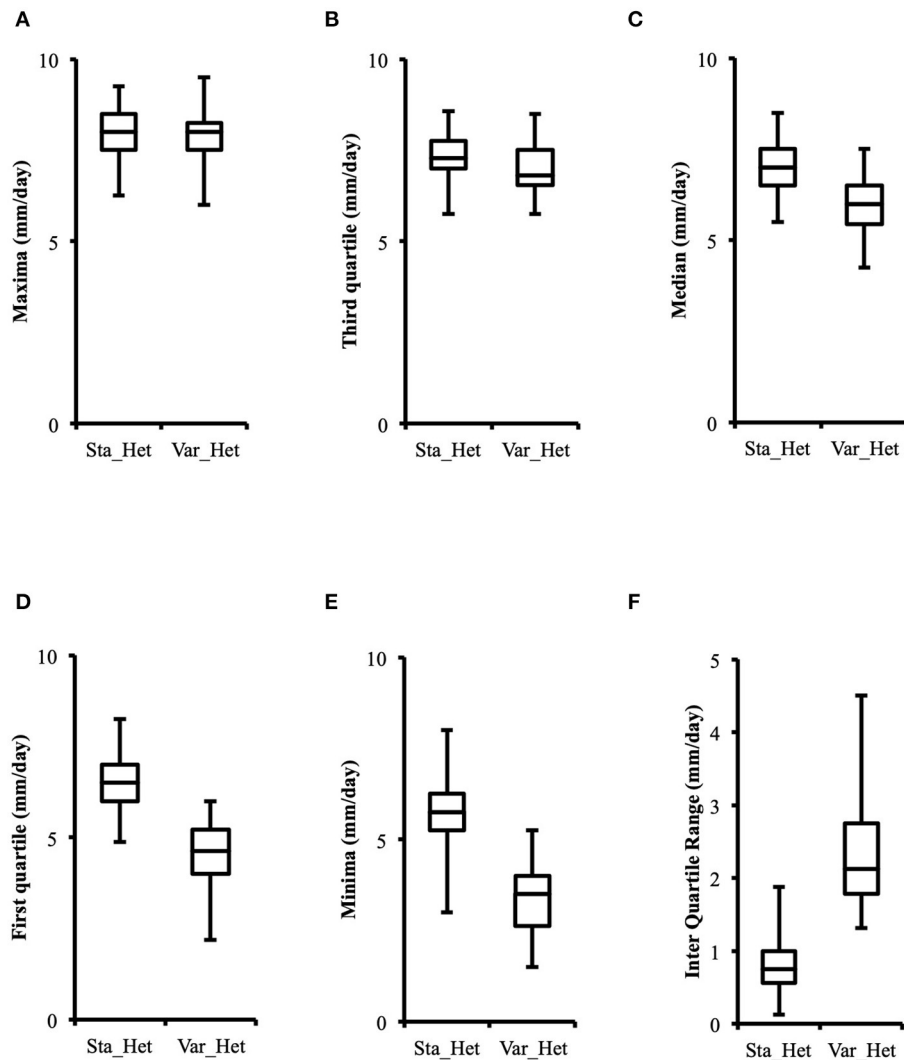 A
B
C
10
5
0
Maxima (mm/day)
Sta_Het Var_Het
10
5
0
Third quartile (mm/day)
Sta_Het Var_Het
10
5
0
Median (mm/day)
Sta_Het Var_Het
D
E
F
10
5
0
First quartile (mm/day)
Sta_Het Var_Het
10
5
0
Minima (mm/day)
Sta_Het Var_Het
5
4
3
2
1
0
Inter Quartile Range (mm/day)
Sta_Het Var_Het